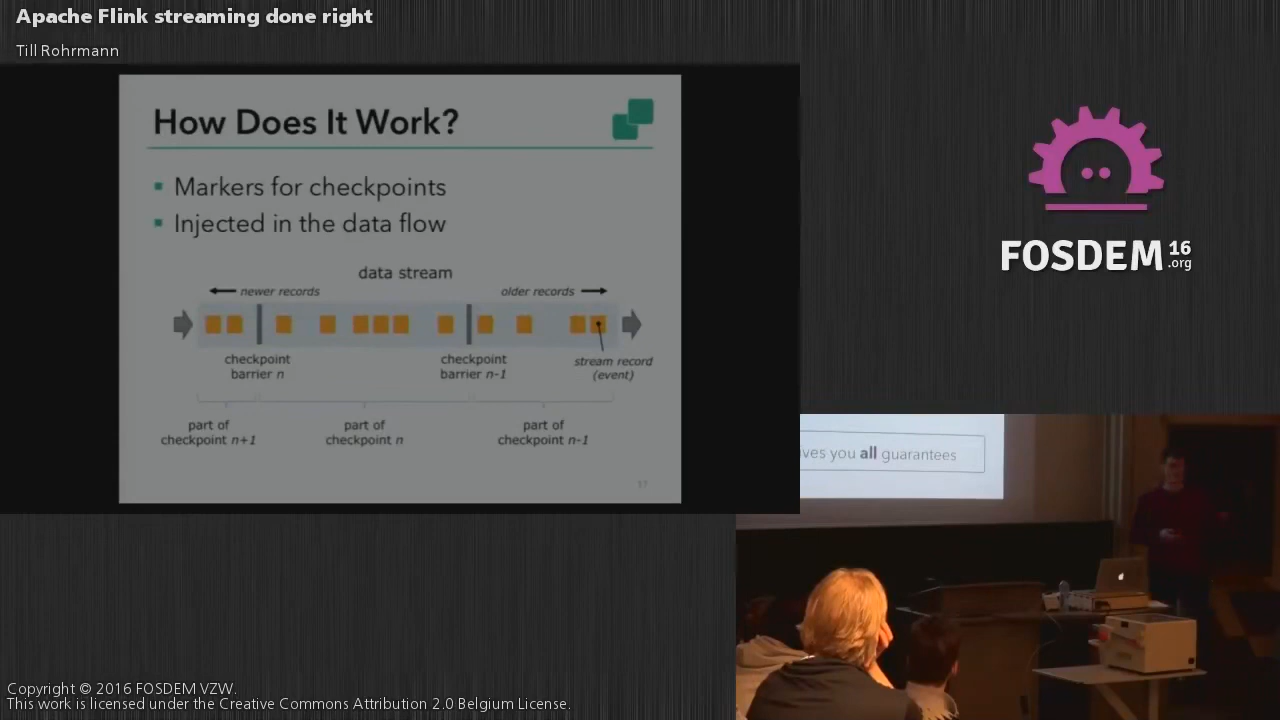 Apache Flink streaming done right
Till Rohrmann
How Does It Work?
Markers for checkpoints
Injected in the data flow
data stream
newer records
older records
checkpoint barrier n
checkpoint barrier n-1
stream record (event)
part of checkpoint n+1
part of checkpoint n
part of checkpoint n-1
17
FOSDEM 16 .org
ves you all guarantees
Copyright © 2016 FOSDEM VZW.
This work is licensed under the Creative Commons Attribution 2.0 Belgium License.